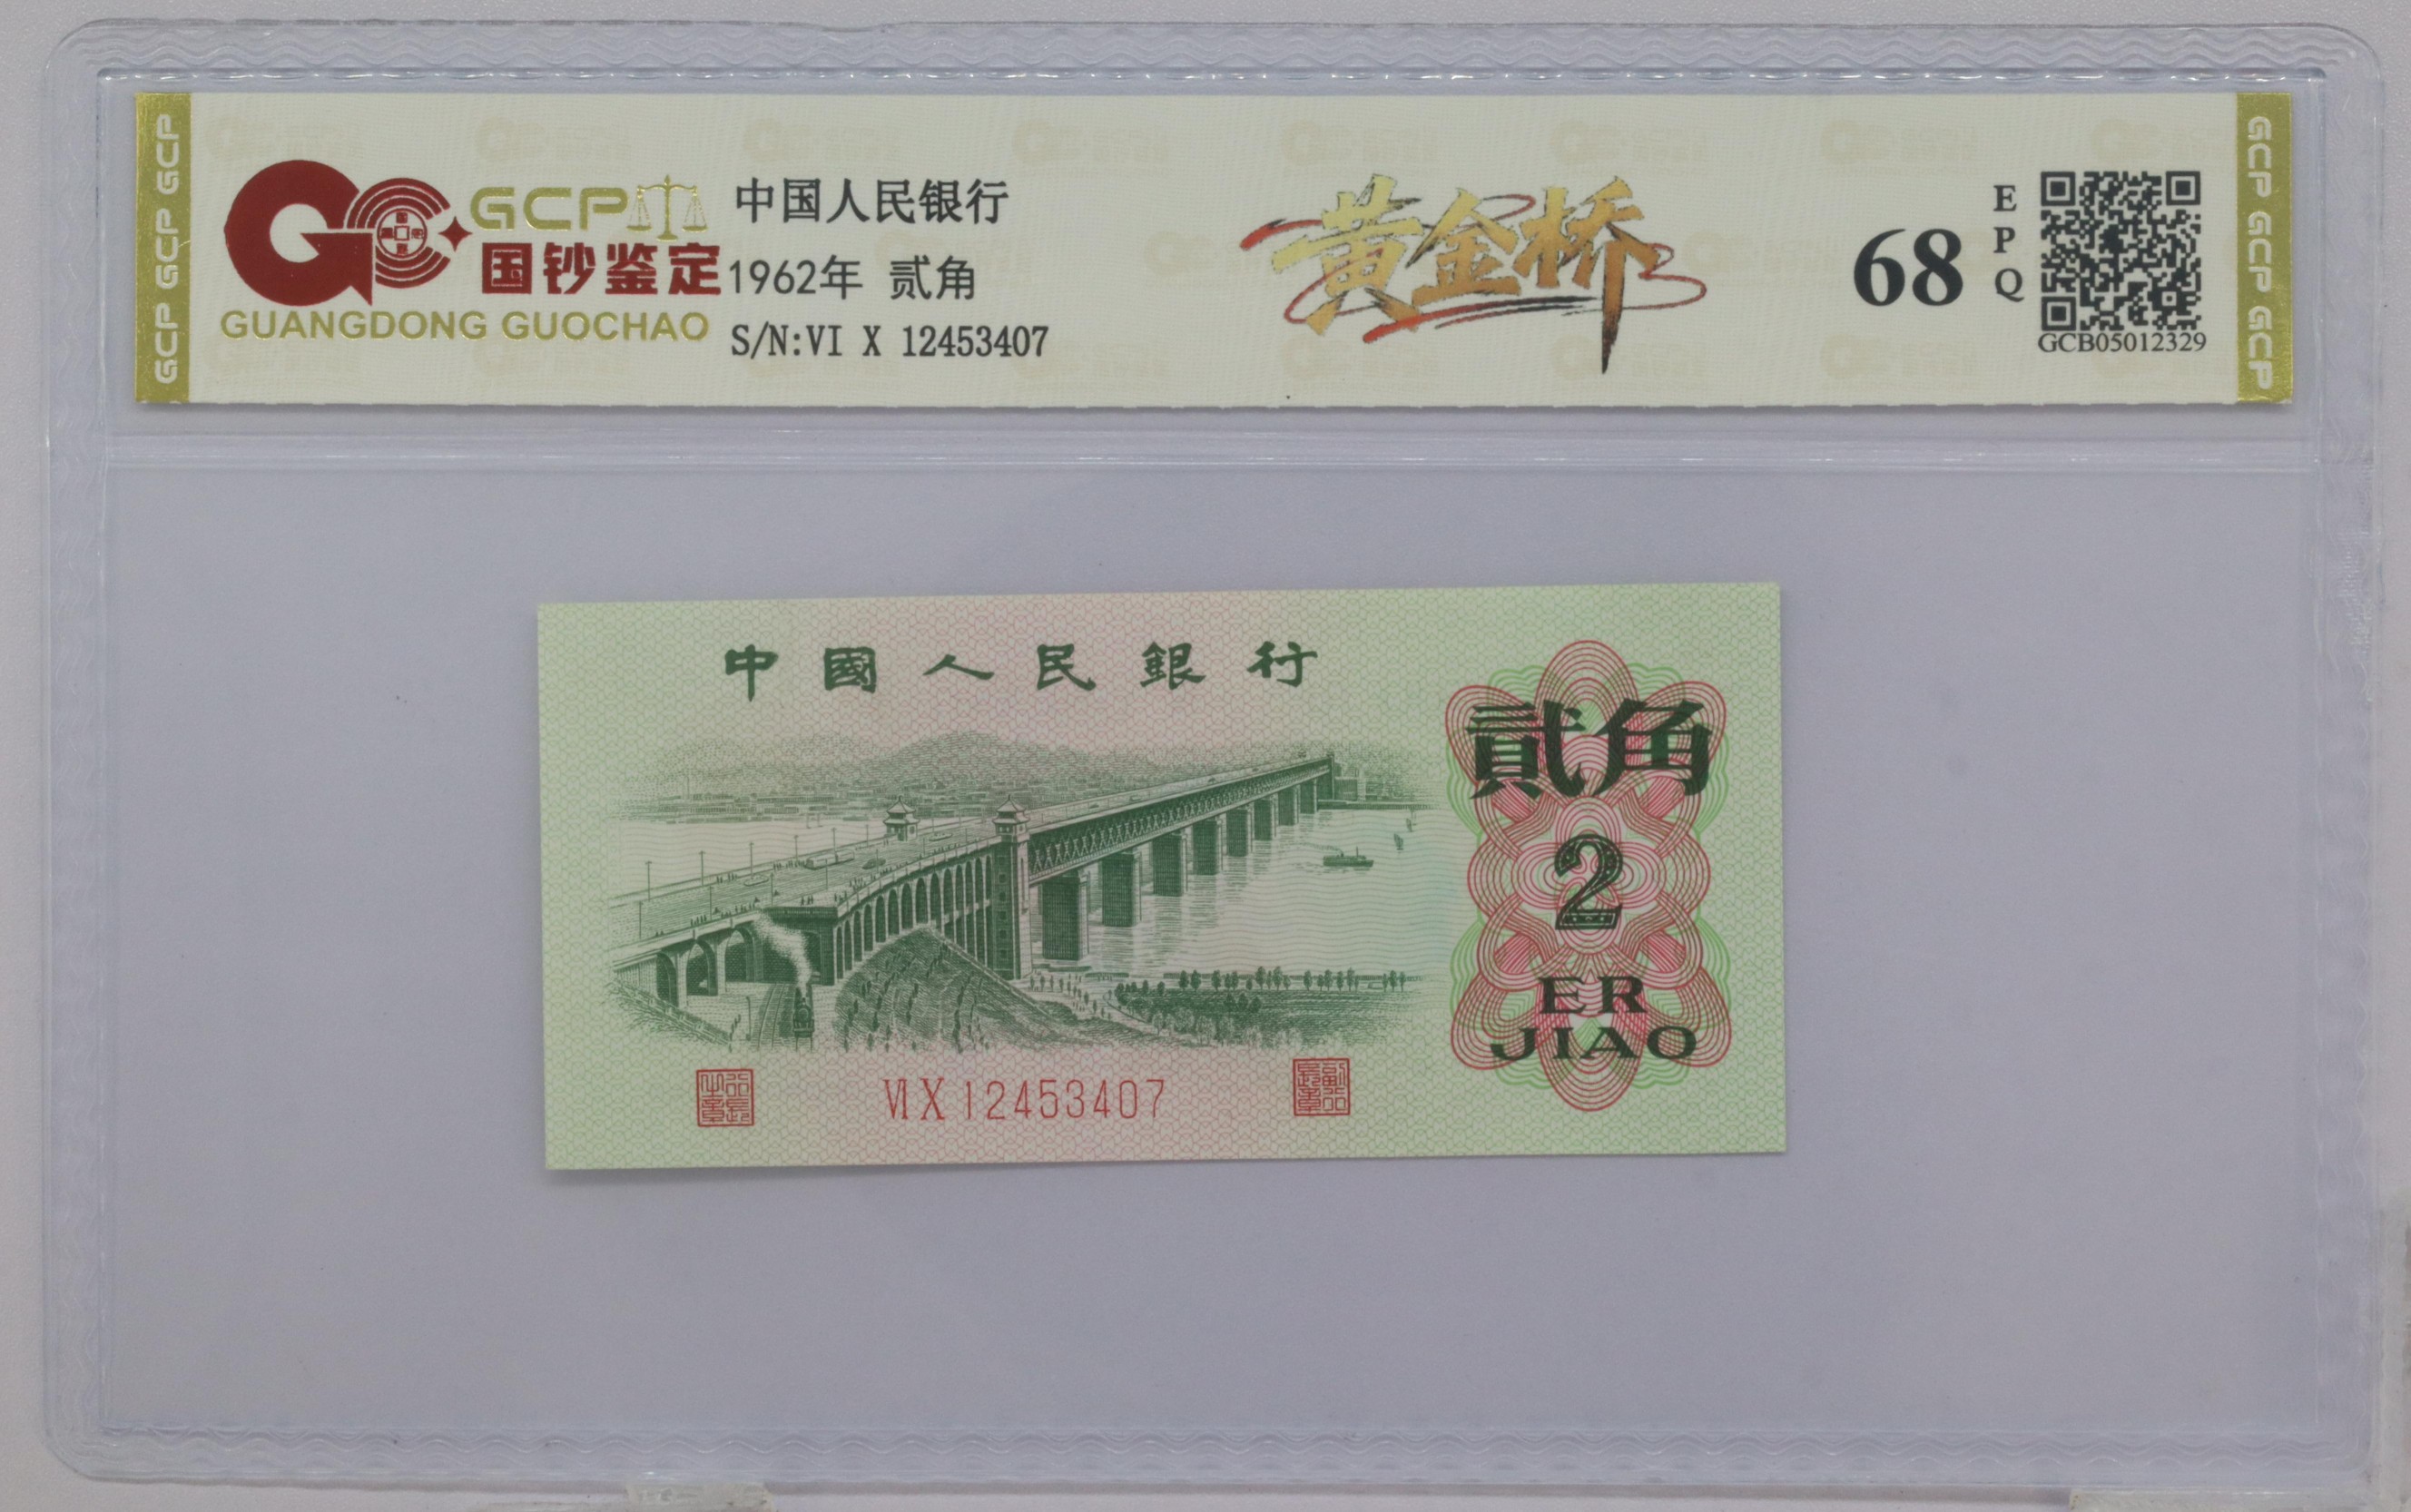 GCP GCP GCP
GCP
国钞鉴定
GUANGDONG GUOCHAO
中国人民银行
1962年 贰角
S/N:VI X 12453407
黄金桥
68
EPQ
GCB05012329
GCP GCP GCP
中國人民銀行
貳角
2
ER
JIAO
VI X 12453407